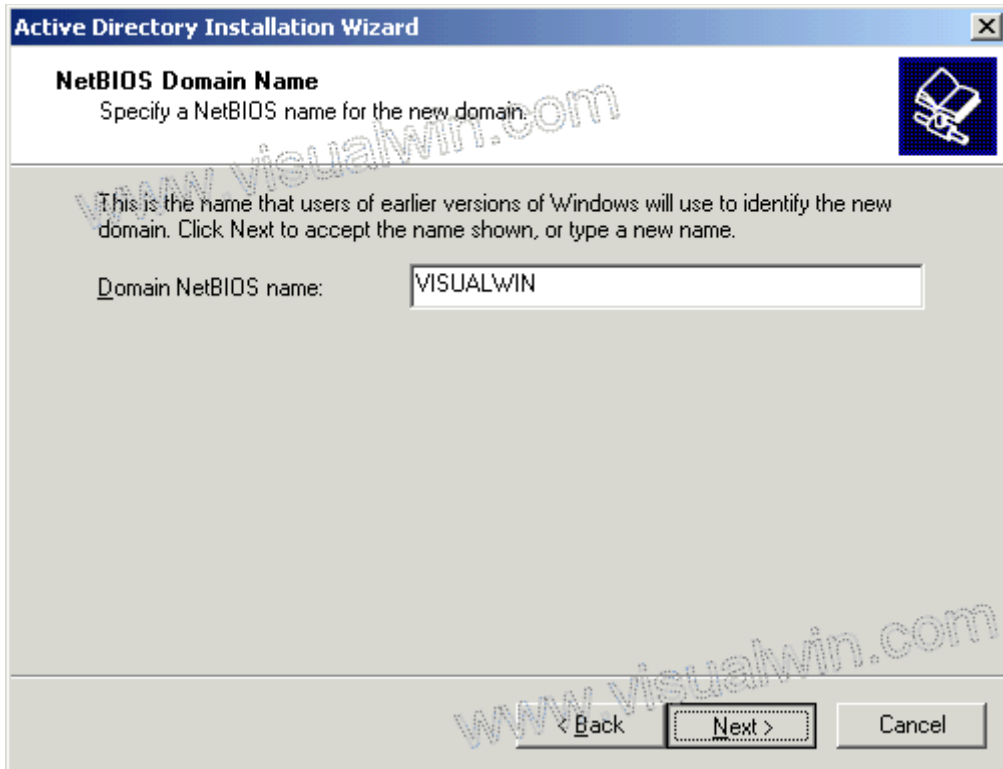 Active Directory Installation Wizard
NetBIOS Domain Name
Specify a NetBIOS name for the new domain.
www.visualwin.com
This is the name that users of earlier versions of Windows will use to identify the new
domain. Click Next to accept the name shown, or type a new name.
Domain NetBIOS name: VISUALWIN
www.visualwin.com
< Back Next > Cancel